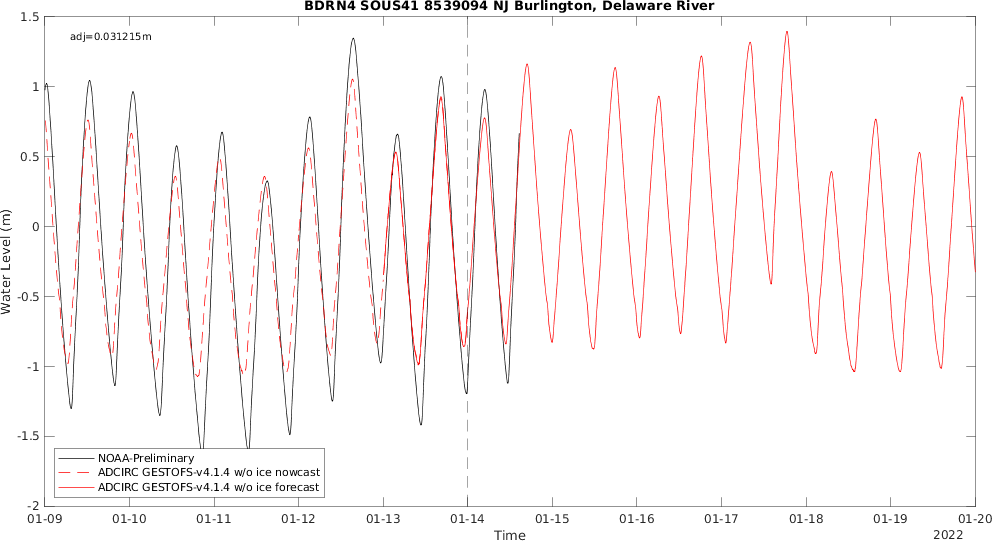 BDRN4 SOUS41 8539094 NJ Burlington, Delaware River
adj=0.031215m
1.5
1
0.5
0
-0.5
-1
-1.5
-2
Water Level (m)
NOAA-Preliminary
ADCIRC GESTOFS-v4.1.4 w/o ice nowcast
ADCIRC GESTOFS-v4.1.4 w/o ice forecast
01-09 01-10 01-11 01-12 01-13 01-14 01-15 01-16 01-17 01-18 01-19 01-20
Time
2022